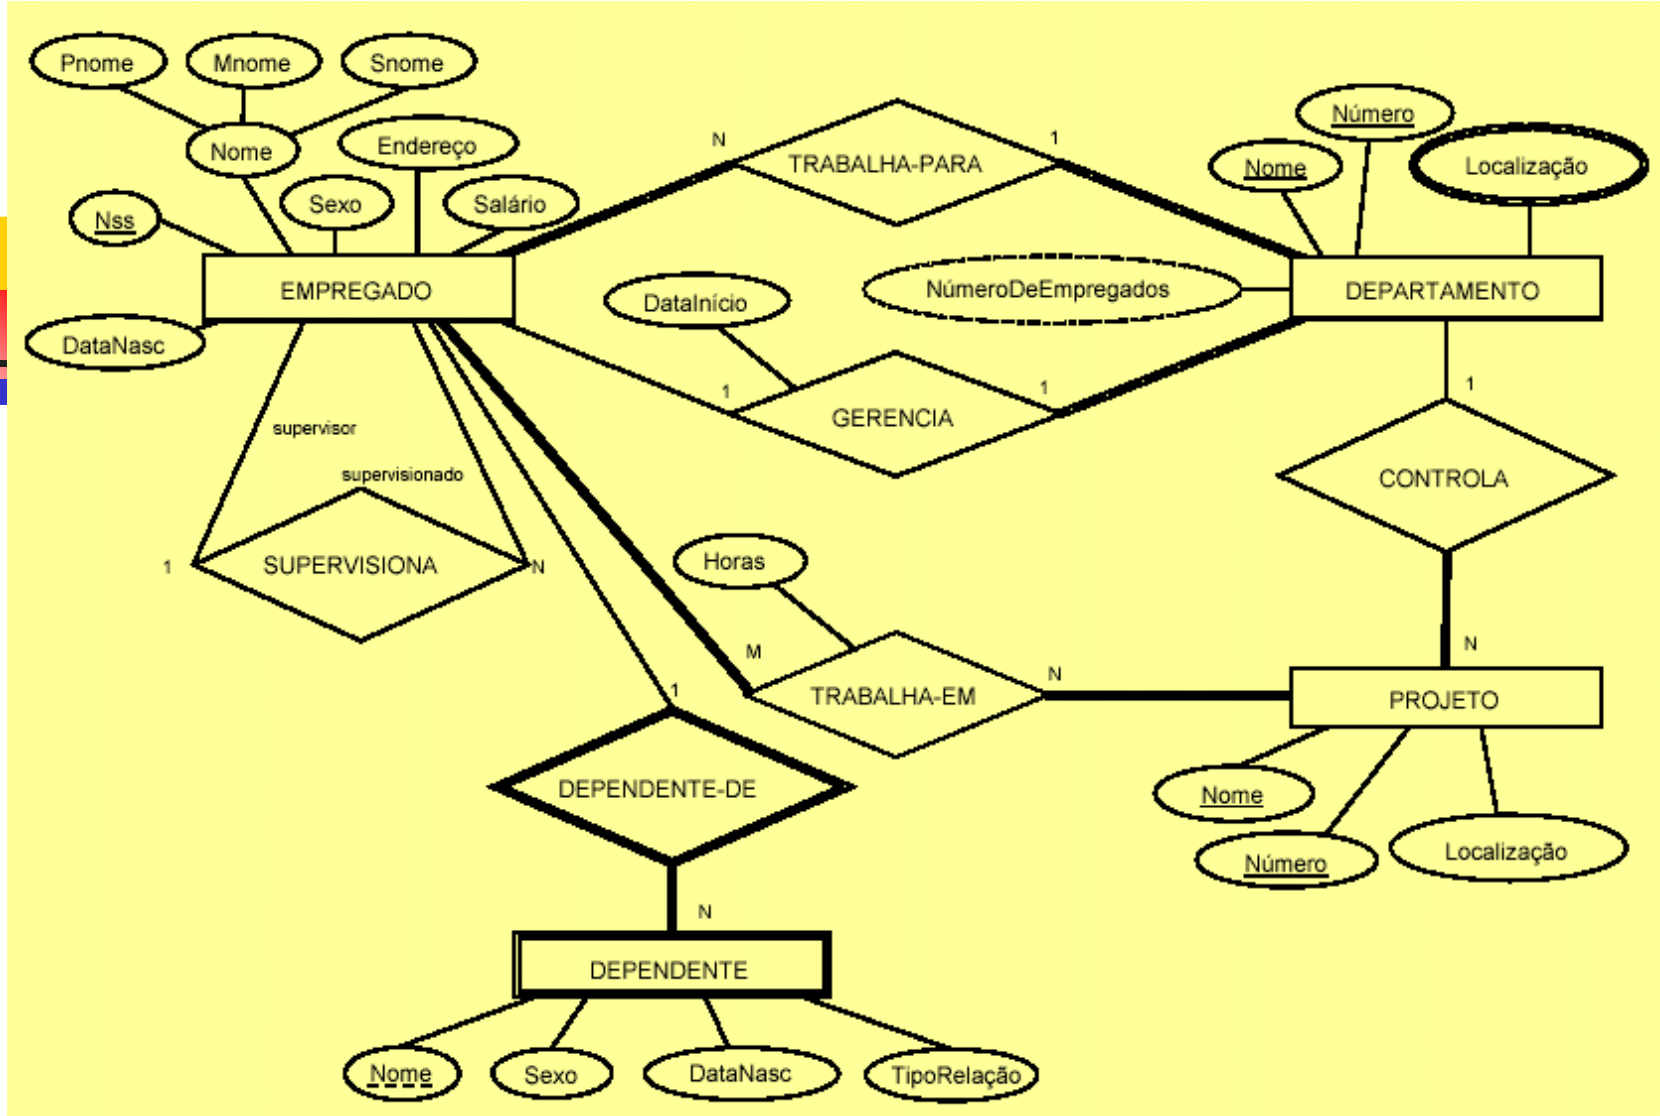 Pnome
Mnome
Snome
Nome
Endereço
Nss
Sexo
Salário
EMPREGADO
DataNasc
N
TRABALHA-PARA
1
Nome
Número
Localização
NúmeroDeEmpregados
DEPARTAMENTO
DataInício
1
GERENCIA
1
1
CONTROLA
N
supervisor
supervisionado
1
SUPERVISIONA
N
Horas
M
TRABALHA-EM
N
PROJETO
Nome
Número
Localização
1
DEPENDENTE-DE
N
DEPENDENTE
Nome
Sexo
DataNasc
TipoRelação